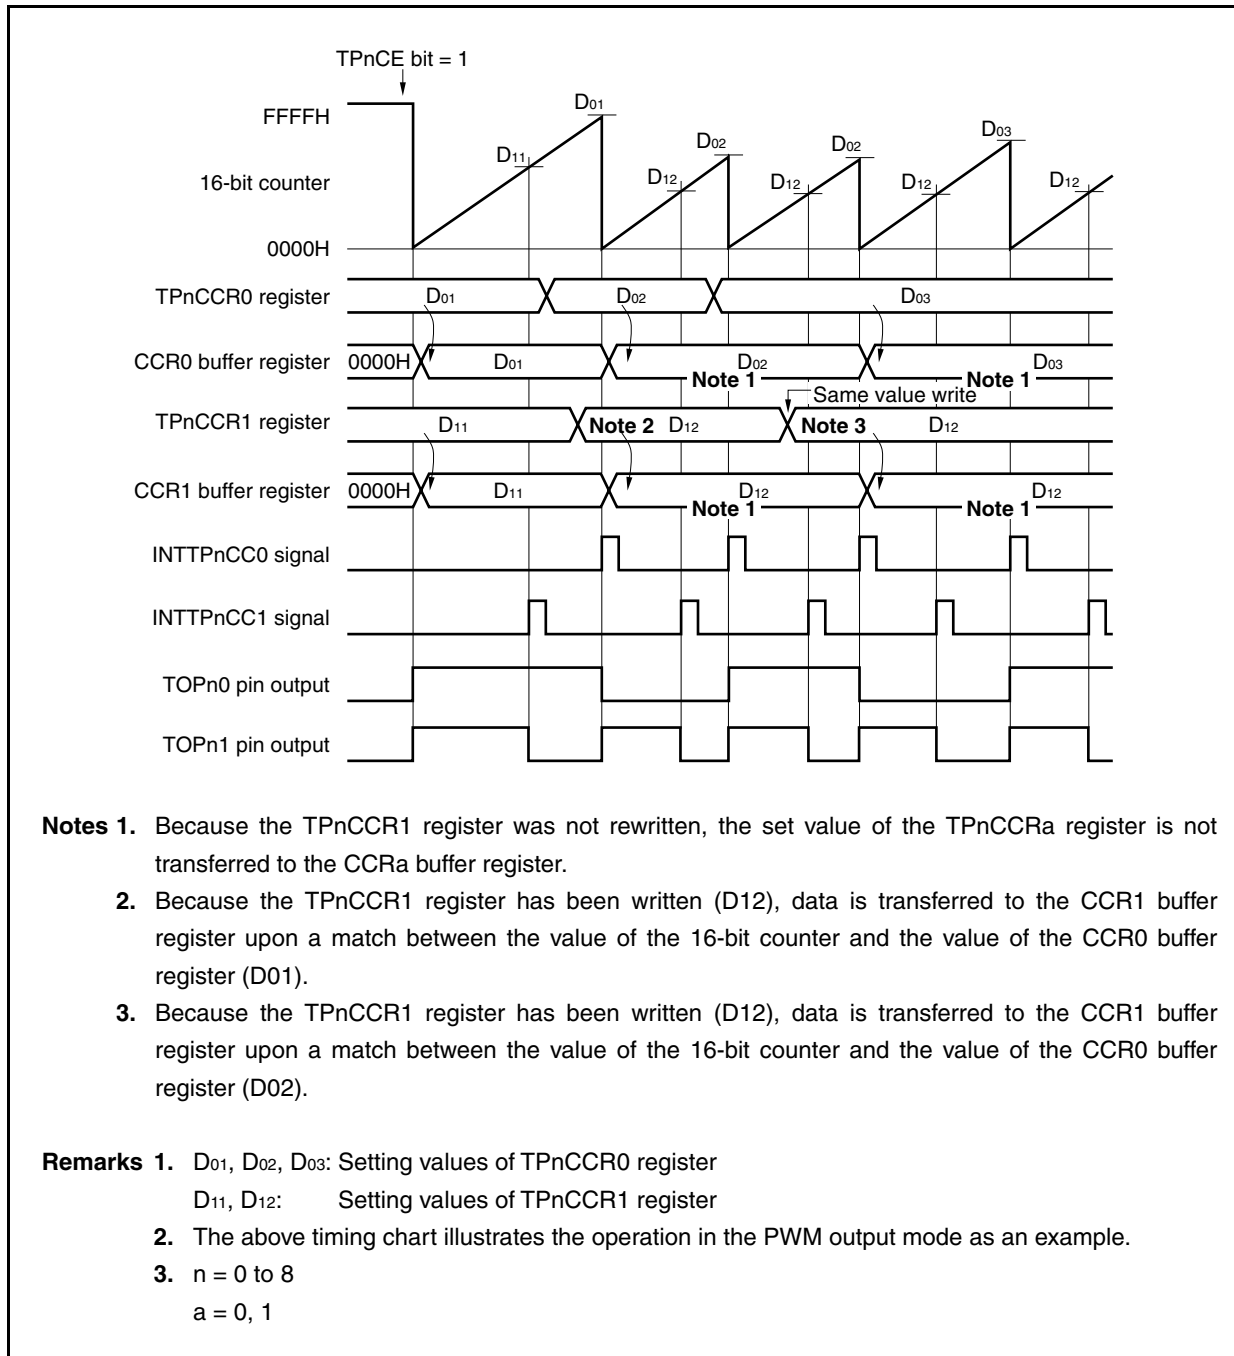 TPnCE bit = 1
FFFFH
D01
D11
D02
D02
D03
16-bit counter
D12
D12
D12
D12
0000H
TPnCCR0 register
D01
D02
D03
CCR0 buffer register
0000H
D01
D02
D03
Note 1
Note 1
Same value write
TPnCCR1 register
D11
Note 2
D12
Note 3
D12
CCR1 buffer register
0000H
D11
D12
D12
Note 1
Note 1
INTTPnCC0 signal
INTTPnCC1 signal
TOPn0 pin output
TOPn1 pin output
Notes 1. Because the TPnCCR1 register was not rewritten, the set value of the TPnCCRa register is not
transferred to the CCRa buffer register.
2. Because the TPnCCR1 register has been written (D12), data is transferred to the CCR1 buffer
register upon a match between the value of the 16-bit counter and the value of the CCR0 buffer
register (D01).
3. Because the TPnCCR1 register has been written (D12), data is transferred to the CCR1 buffer
register upon a match between the value of the 16-bit counter and the value of the CCR0 buffer
register (D02).
Remarks 1. D01, D02, D03: Setting values of TPnCCR0 register
D11, D12: Setting values of TPnCCR1 register
2. The above timing chart illustrates the operation in the PWM output mode as an example.
3. n = 0 to 8
a = 0, 1